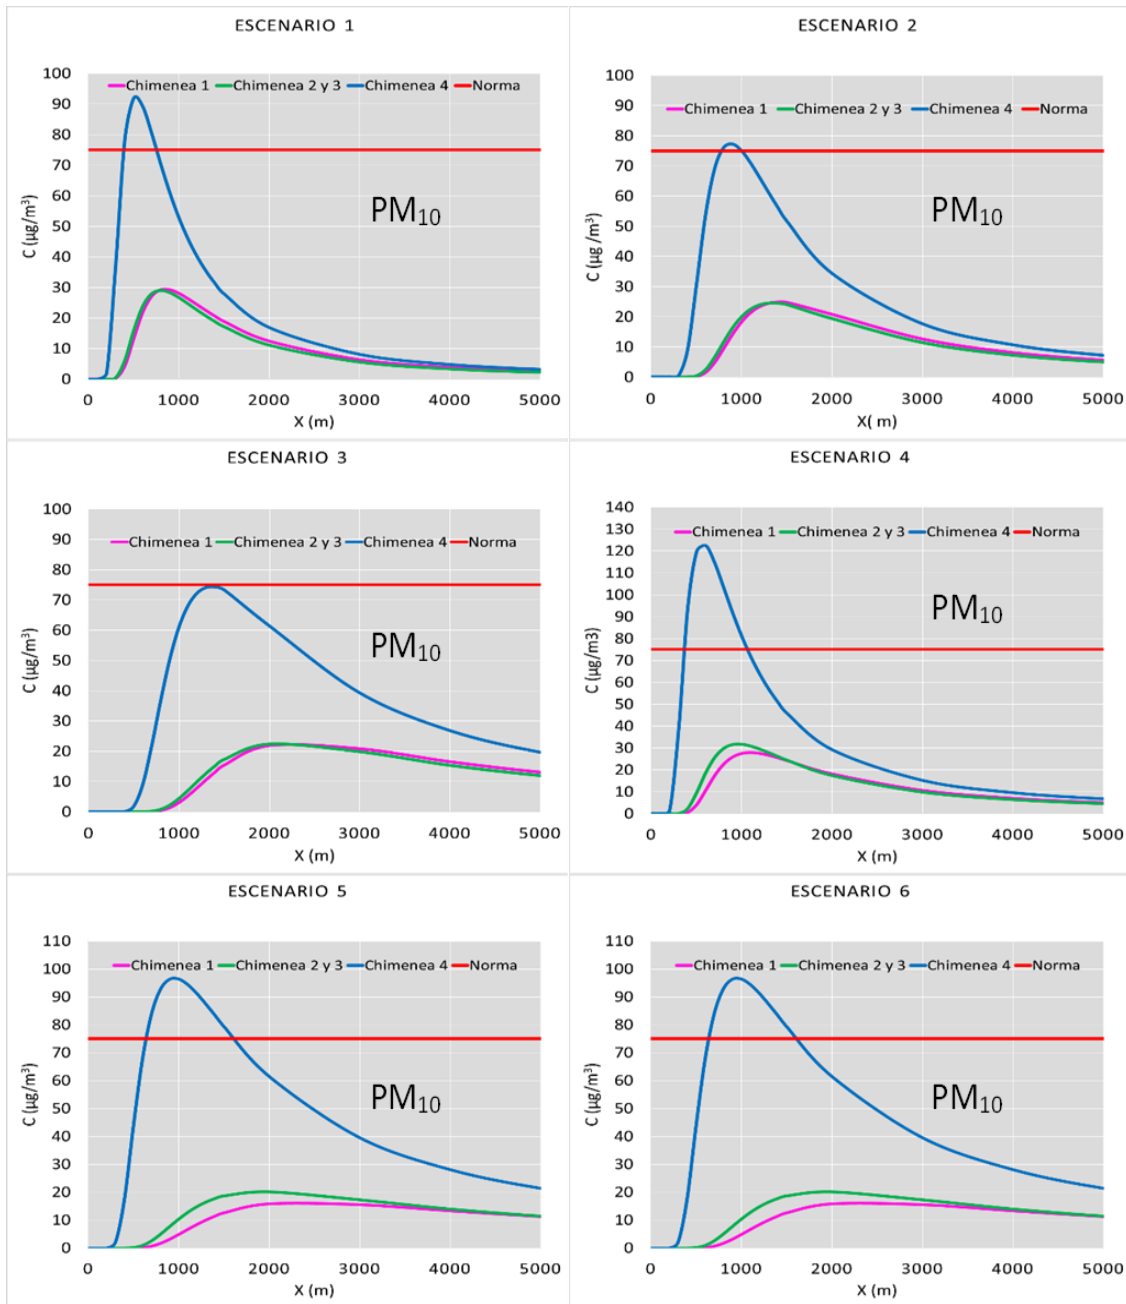 ESCENARIO 1
100
90
80
70
60
50
40
30
20
10
0
C (µg/m³)
Chimenea 1 Chimenea 2 y 3 Chimenea 4 Norma
PM₁₀
0 1000 2000 3000 4000 5000
X (m)
ESCENARIO 2
100
90
80
70
60
50
40
30
20
10
0
C (µg /m³)
Chimenea 1 Chimenea 2 y 3 Chimenea 4 Norma
PM₁₀
0 1000 2000 3000 4000 5000
X( m)
ESCENARIO 3
100
90
80
70
60
50
40
30
20
10
0
C (µg/m³)
Chimenea 1 Chimenea 2 y 3 Chimenea 4 Norma
PM₁₀
0 1000 2000 3000 4000 5000
X (m)
ESCENARIO 4
140
130
120
110
100
90
80
70
60
50
40
30
20
10
0
C (µg/m3)
Chimenea 1 Chimenea 2 y 3 Chimenea 4 Norma
PM₁₀
0 1000 2000 3000 4000 5000
X (m)
ESCENARIO 5
110
100
90
80
70
60
50
40
30
20
10
0
C (µg/m³)
Chimenea 1 Chimenea 2 y 3 Chimenea 4 Norma
PM₁₀
0 1000 2000 3000 4000 5000
X (m)
ESCENARIO 6
110
100
90
80
70
60
50
40
30
20
10
0
C (µg/m³)
Chimenea 1 Chimenea 2 y 3 Chimenea 4 Norma
PM₁₀
0 1000 2000 3000 4000 5000
X (m)